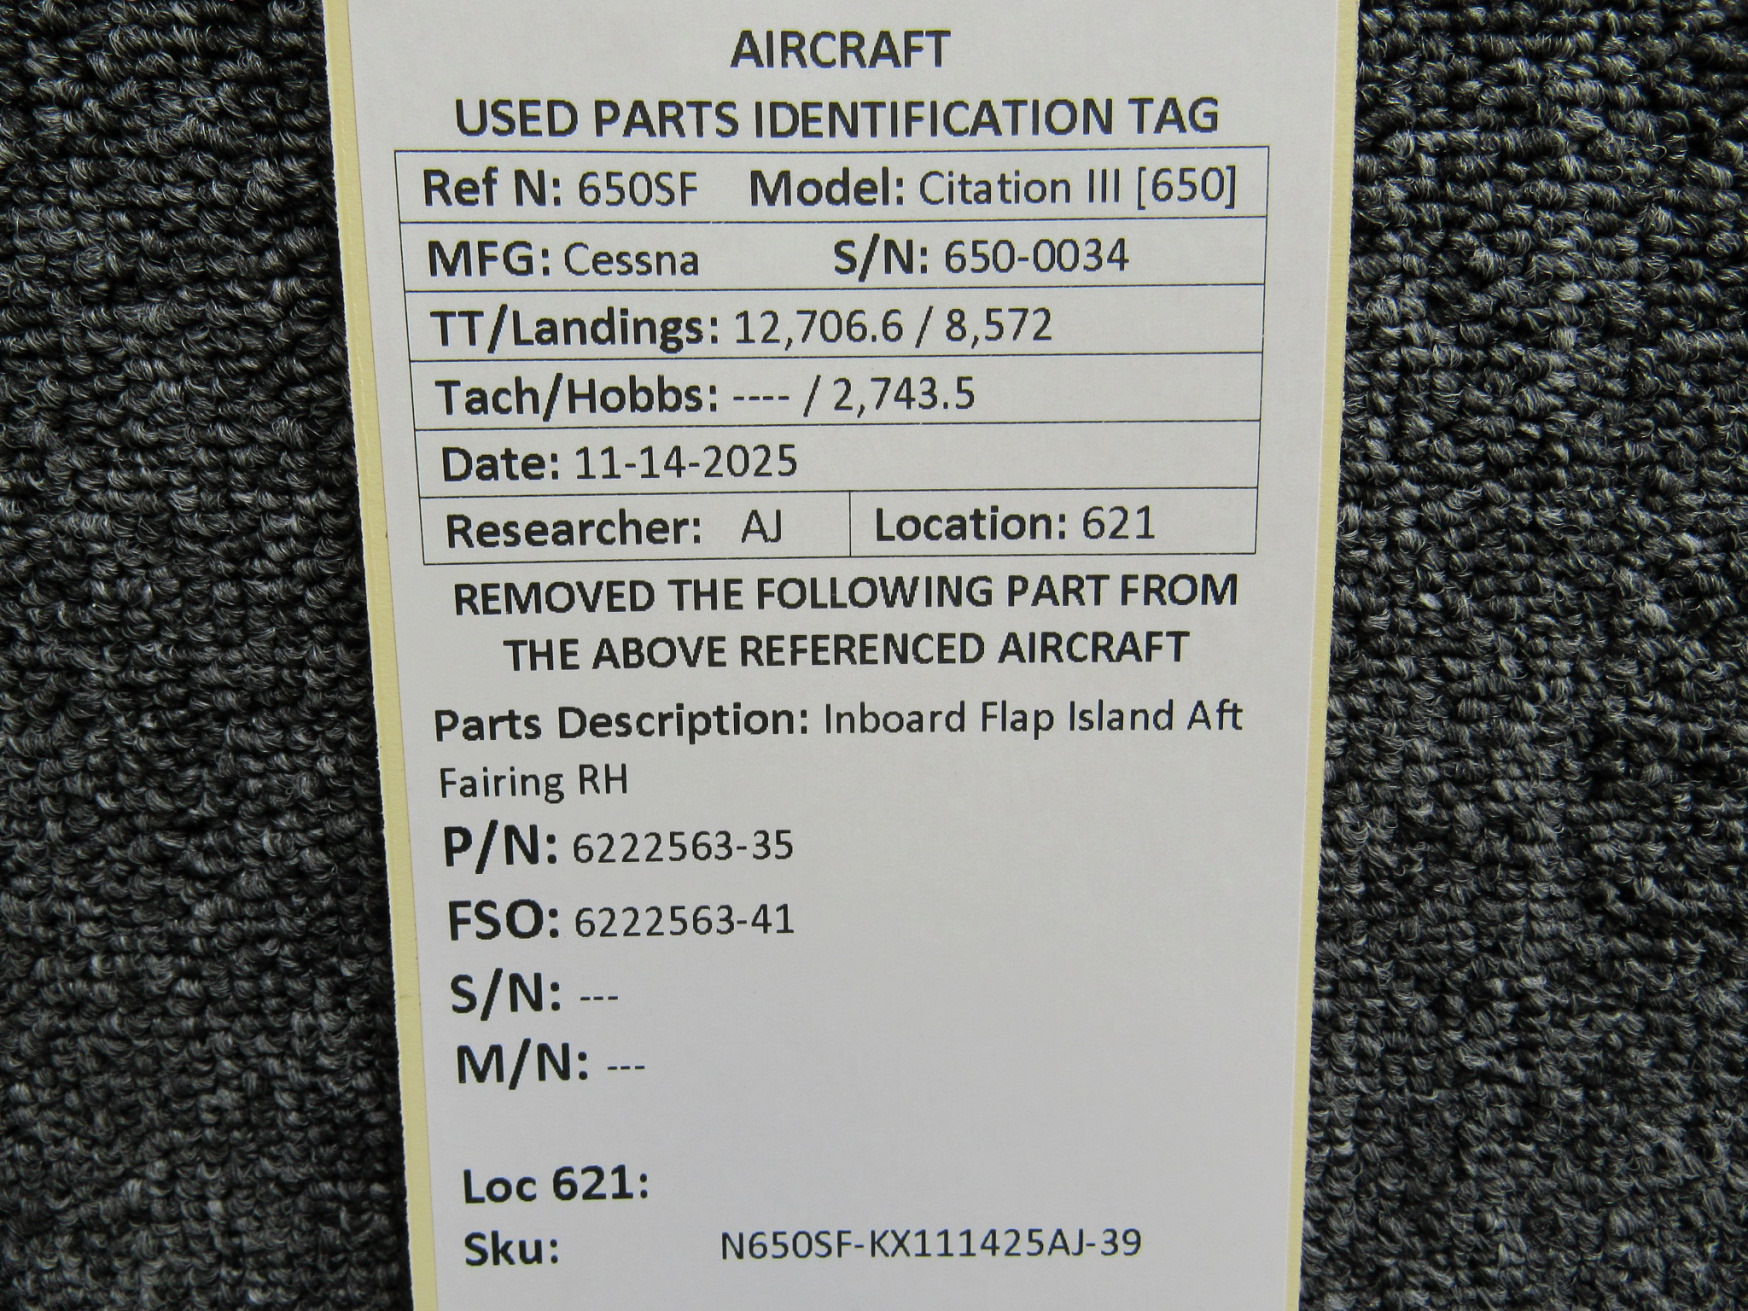 AIRCRAFT
USED PARTS IDENTIFICATION TAG
Ref N: 650SF Model: Citation III [650]
MFG: Cessna S/N: 650-0034
TT/Landings: 12,706.6 / 8,572
Tach/Hobbs: ---- / 2,743.5
Date: 11-14-2025
Researcher: AJ Location: 621
REMOVED THE FOLLOWING PART FROM
THE ABOVE REFERENCED AIRCRAFT
Parts Description: Inboard Flap Island Aft
Fairing RH
P/N: 6222563-35
FSO: 6222563-41
S/N: ---
M/N: ---
Loc 621:
Sku: N650SF-KX111425AJ-39